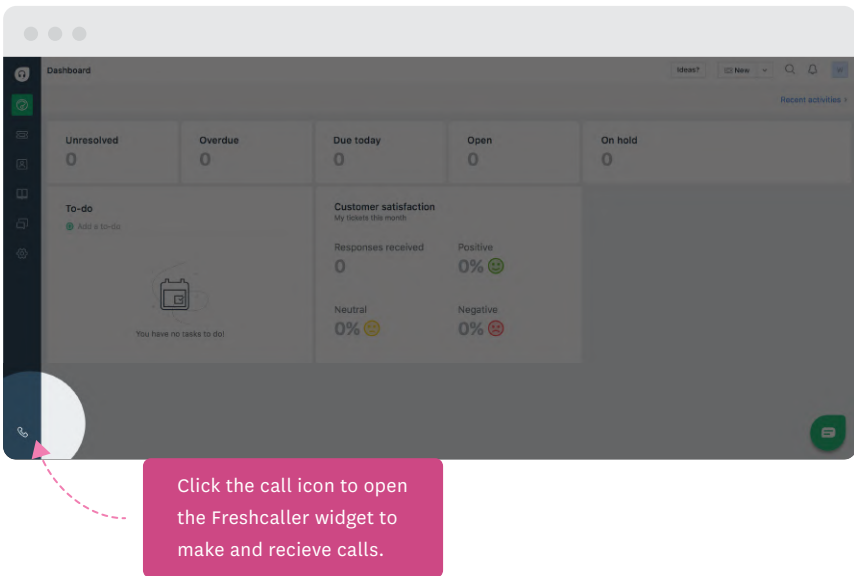 Dashboard
Ideas?
New
Recent activities >
Unresolved
0
Overdue
0
Due today
0
Open
0
On hold
0
To-do
Add a to-do
You have no tasks to do!
Customer satisfaction
My tickets this month
Responses received
0
Positive
0%
Neutral
0%
Negative
0%
Click the call icon to open
the Freshcaller widget to
make and recieve calls.